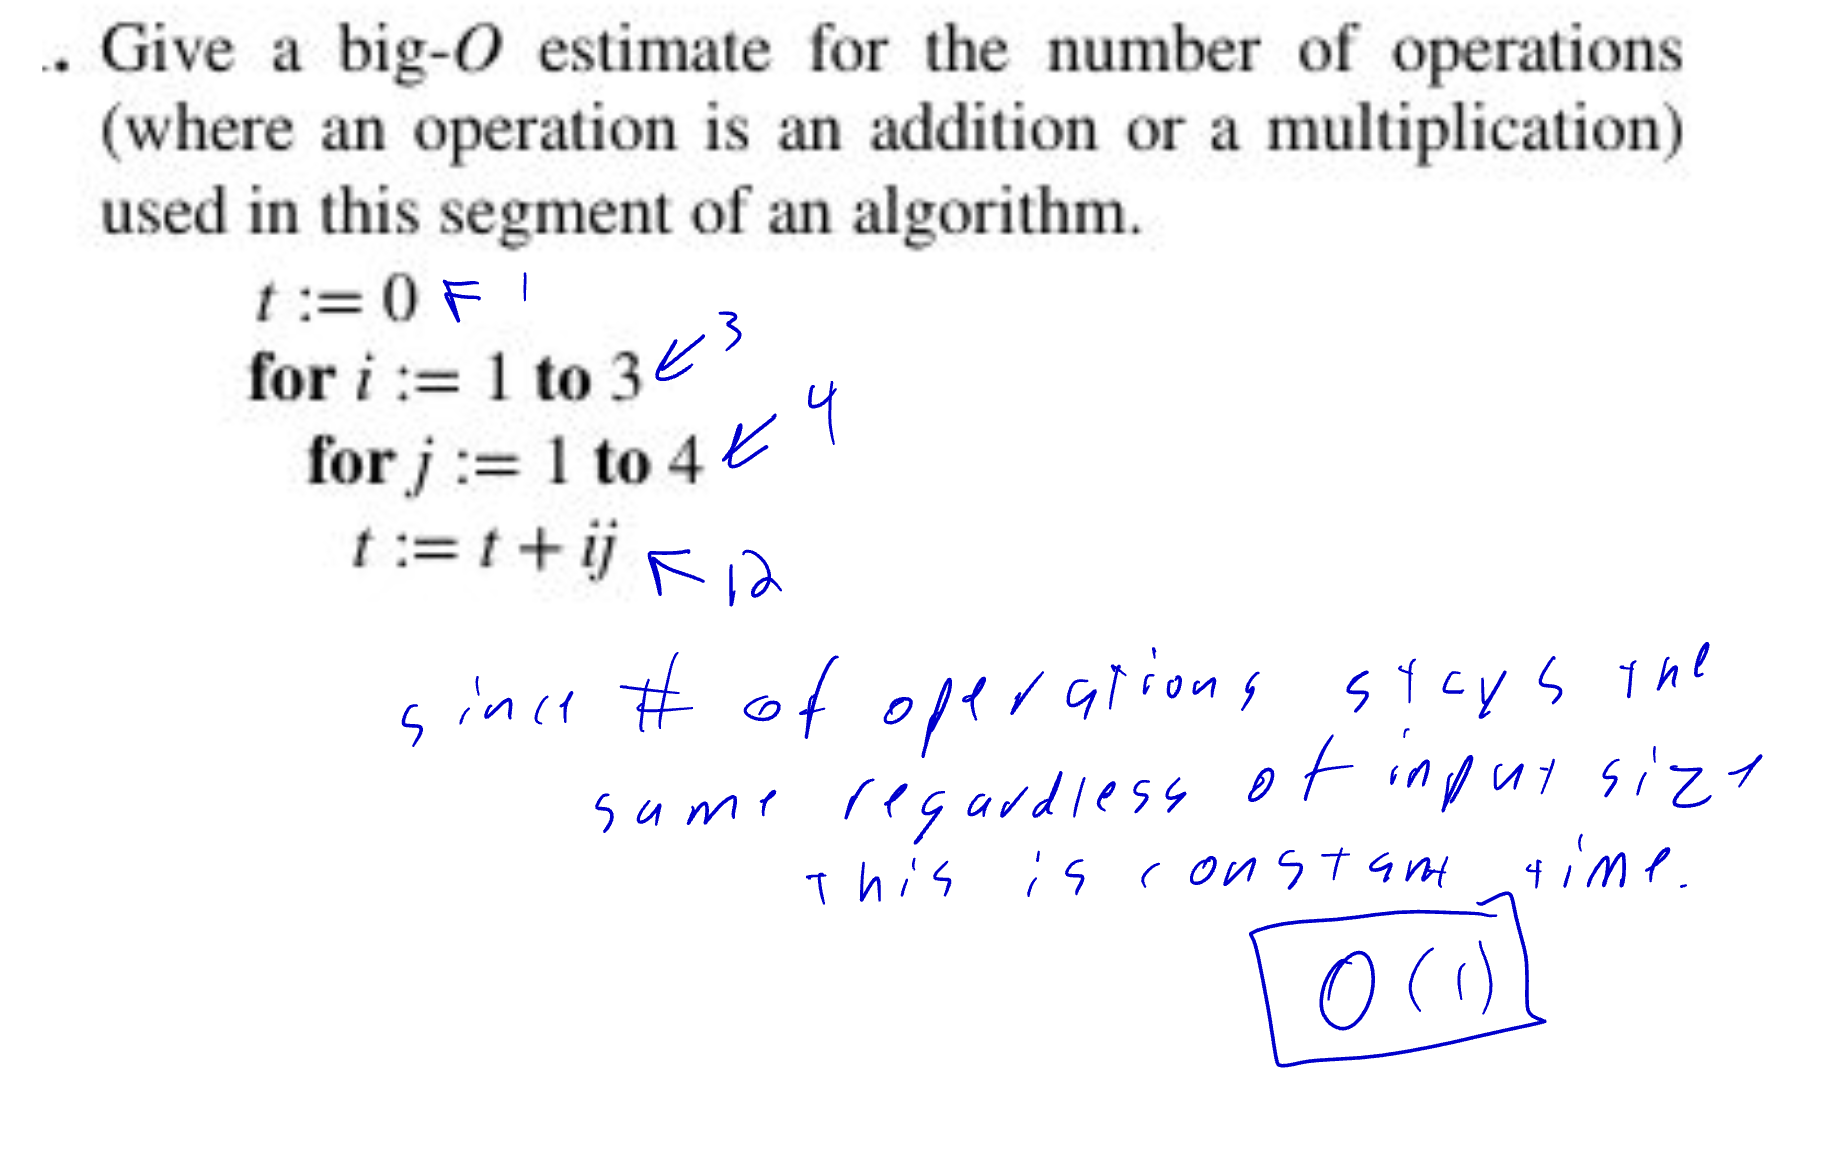 .. Give a big-O estimate for the number of operations
(where an operation is an addition or a multiplication)
used in this segment of an algorithm.
t := 0 ← 1
for i := 1 to 3 ← 3
for j := 1 to 4 ← 4
t := t + ij ← 12
since # of operations stays the
same regardless of input size
this is constant time.
O(1)